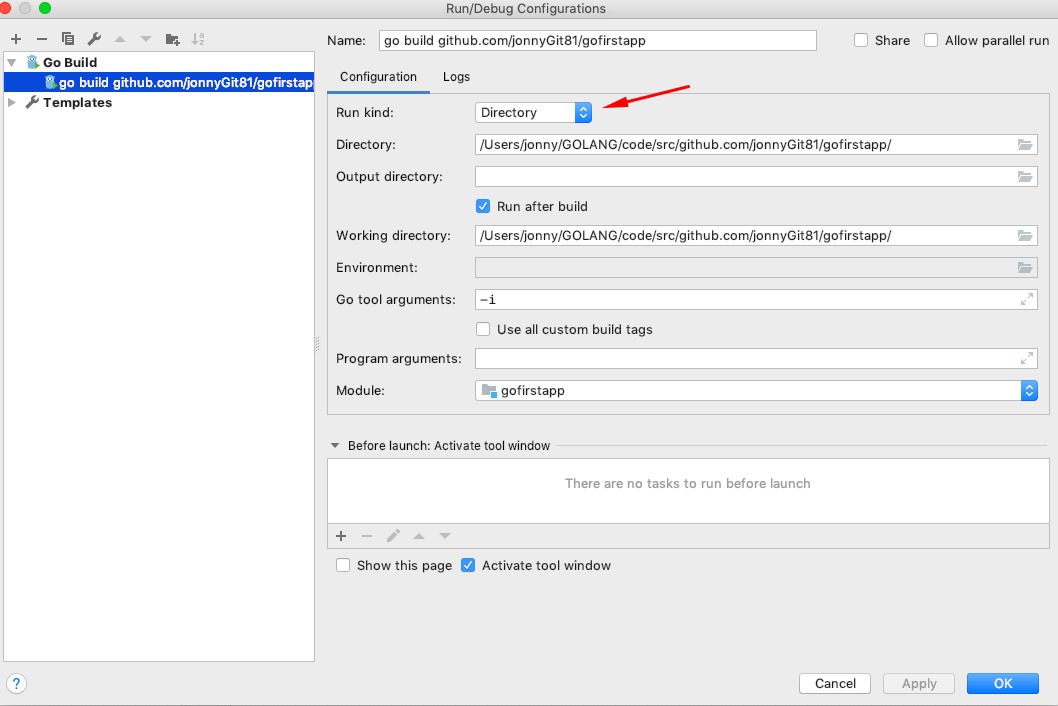 Run/Debug Configurations
Name: go build github.com/jonnyGit81/gofirstapp Share Allow parallel run
Go Build
go build github.com/jonnyGit81/gofirstap
Templates
Configuration Logs
Run kind: Directory
Directory: /Users/jonny/GOLANG/code/src/github.com/jonnyGit81/gofirstapp/
Output directory:
Run after build
Working directory: /Users/jonny/GOLANG/code/src/github.com/jonnyGit81/gofirstapp/
Environment:
Go tool arguments: -i
Use all custom build tags
Program arguments:
Module: gofirstapp
Before launch: Activate tool window
There are no tasks to run before launch
Show this page Activate tool window
? Cancel Apply OK